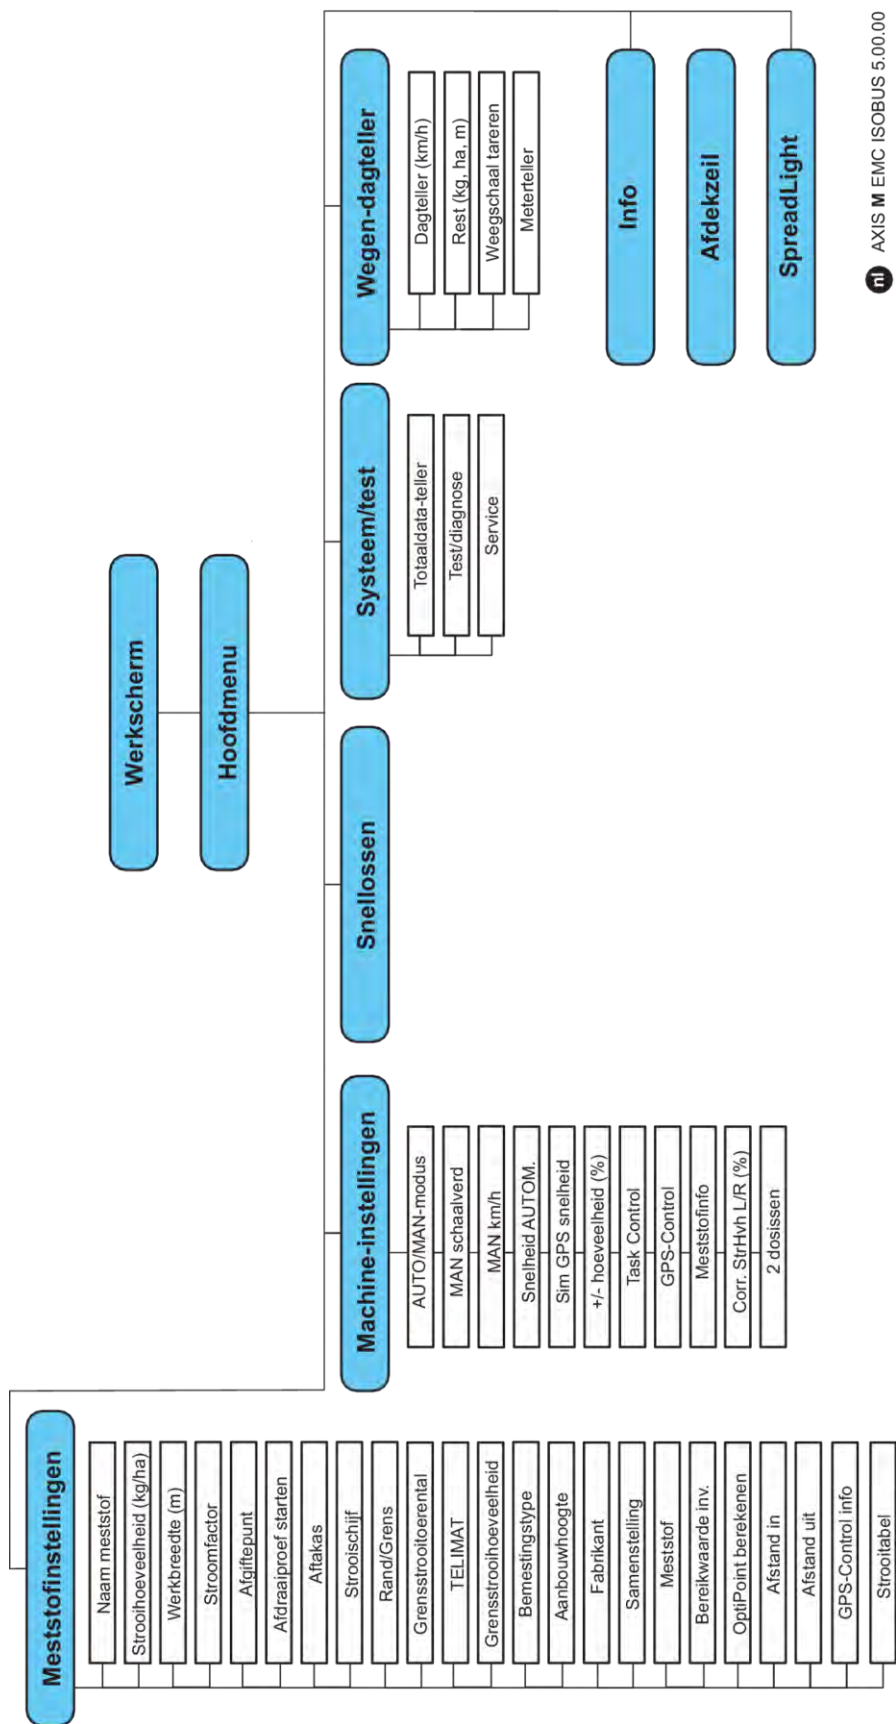 Werkscherm
Hoofdmenu
Meststofinstellingen
Naam meststof
Strooihoeveelheid (kg/ha)
Werkbreedte (m)
Stroomfactor
Afgiftepunt
Afdraaiproef starten
Aftakas
Strooischijf
Rand/Grens
Grensstrooitoerental
TELIMAT
Grensstrooihoeveelheid
Bemestingstype
Aanbouwhoogte
Fabrikant
Samenstelling
Meststof
Bereikwaarde inv.
OptiPoint berekenen
Afstand in
Afstand uit
GPS-Control info
Strooitabel
Machine-instellingen
AUTO/MAN-modus
MAN schaalverd
MAN km/h
Snelheid AUTOM.
Sim GPS snelheid
+/- hoeveelheid (%)
Task Control
GPS-Control
Meststofinfo
Corr. StrHvh L/R (%)
2 dosissen
Snellossen
Systeem/test
Totaaldata-teller
Test/diagnose
Service
Wegen-dagteller
Dagteller (km/h)
Rest (kg, ha, m)
Weegschaal tareren
Meterteller
Info
Afdekzeil
SpreadLight
nl AXIS M EMC ISOBUS 5.00.00